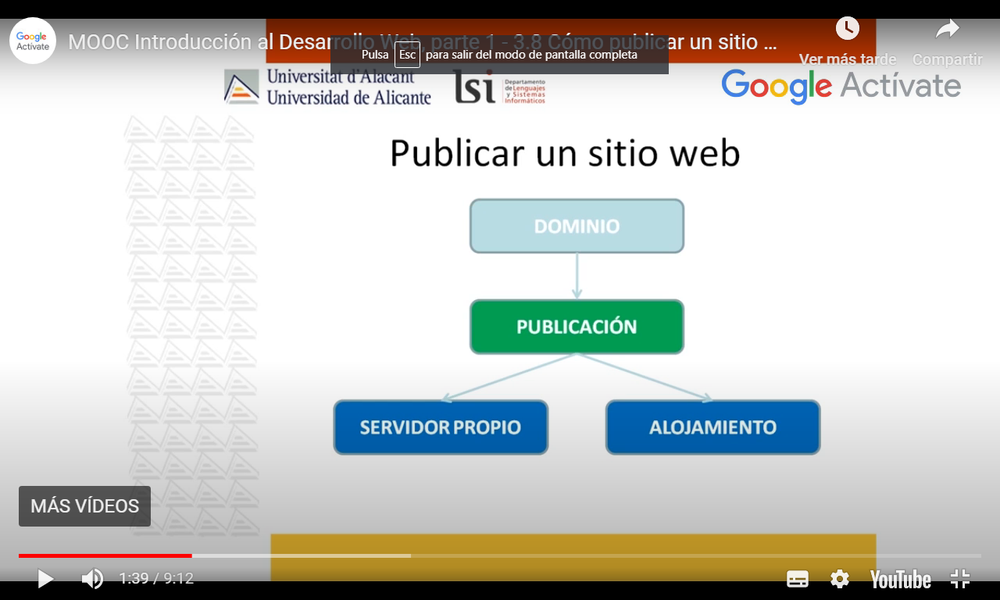 Google
Actívate
MOOC Introducción al Desarrollo Web, parte 1 - 3.8 Cómo publicar un sitio ...
Pulsa Esc para salir del modo de pantalla completa
Ver más tarde
Compartir
Universitat d'Alacant
Universidad de Alicante
lsi
Departamento
de Lenguajes
y Sistemas
Informáticos
Google Actívate
Publicar un sitio web
DOMINIO
PUBLICACIÓN
SERVIDOR PROPIO
ALOJAMIENTO
MÁS VÍDEOS
1:39 / 9:12
YouTube